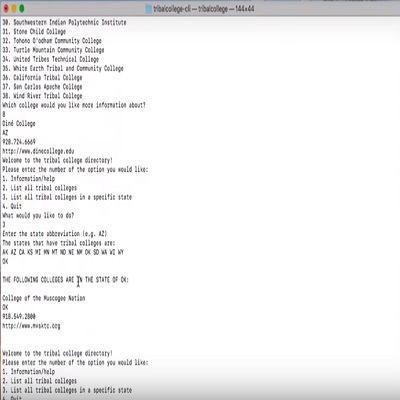 tribalcollege-cli — tribalcollege — 144×44
30. Southwestern Indian Polytechnic Institute
31. Stone Child College
32. Tohono O'odham Community College
33. Turtle Mountain Community College
34. United Tribes Technical College
35. White Earth Tribal and Community College
36. California Tribal College
37. San Carlos Apache College
38. Wind River Tribal College
Which college would you like more information about?
8
Diné College
AZ
928.724.6669
http://www.dinecollege.edu
Welcome to the tribal college directory!
Please enter the number of the option you would like:
1. Information/help
2. List all tribal colleges
3. List all tribal colleges in a specific state
4. Quit
What would you like to do?
3
Enter the state abbreviation (e.g. AZ)
The states that have tribal colleges are:
AK AZ CA KS MI MN MT ND NE NM OK SD WA WI WY
OK
THE FOLLOWING COLLEGES ARE IN THE STATE OF OK:
College of the Muscogee Nation
OK
918.549.2800
http://www.mvsktc.org
Welcome to the tribal college directory!
Please enter the number of the option you would like:
1. Information/help
2. List all tribal colleges
3. List all tribal colleges in a specific state
4. Quit